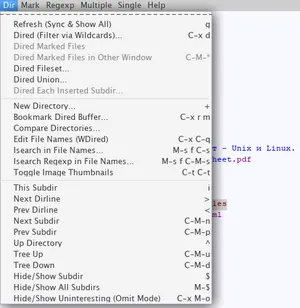 Dir Mark Regexp Multiple Single Help
Refresh (Sync & Show All) g
Dired (Filter via Wildcards)... C-x d
Dired Marked Files
Dired Marked Files in Other Window C-M-*
Dired Fileset...
Dired Union...
Dired Each Inserted Subdir...
New Directory... +
Bookmark Dired Buffer... C-x r m
Compare Directories...
Edit File Names (WDired) C-x C-q
Isearch in File Names... M-s f C-s
Isearch Regexp in File Names... M-s f C-M-s
Toggle Image Thumbnails C-t C-t
т - Unix и Linux.
heet.pdf
This Subdir i
Next Dirline >
Prev Dirline <
ies
Next Subdir C-M-n
ml
Prev Subdir C-M-p
Up Directory ^
Tree Up C-M-u
Tree Down C-M-d
Hide/Show Subdir $
Hide/Show All Subdirs M-$
Hide/Show Uninteresting (Omit Mode) C-x M-o